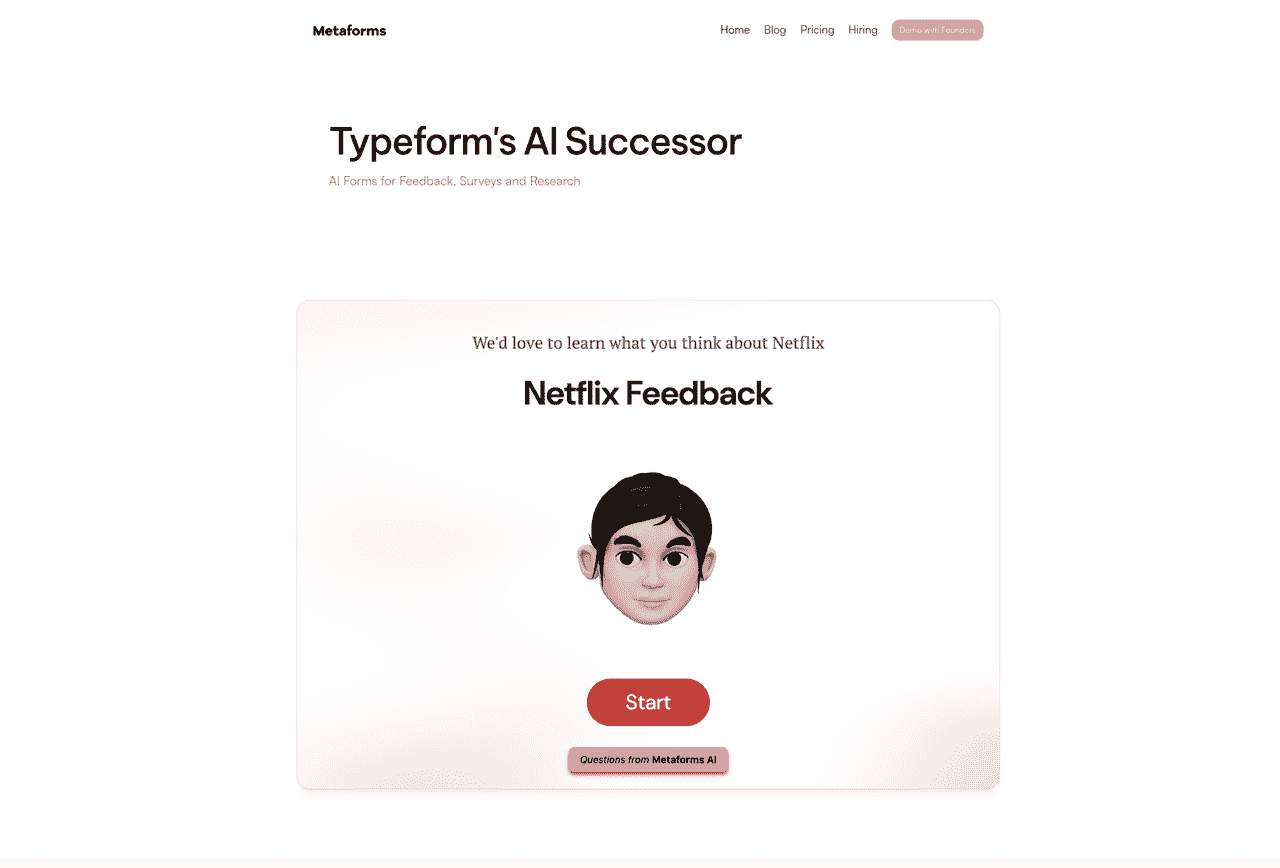 Metaforms
Home
Blog
Pricing
Hiring
Demo with Founders
Typeform's AI Successor
AI Forms for Feedback, Surveys and Research
We'd love to learn what you think about Netflix
Netflix Feedback
Start
Questions from Metaforms AI